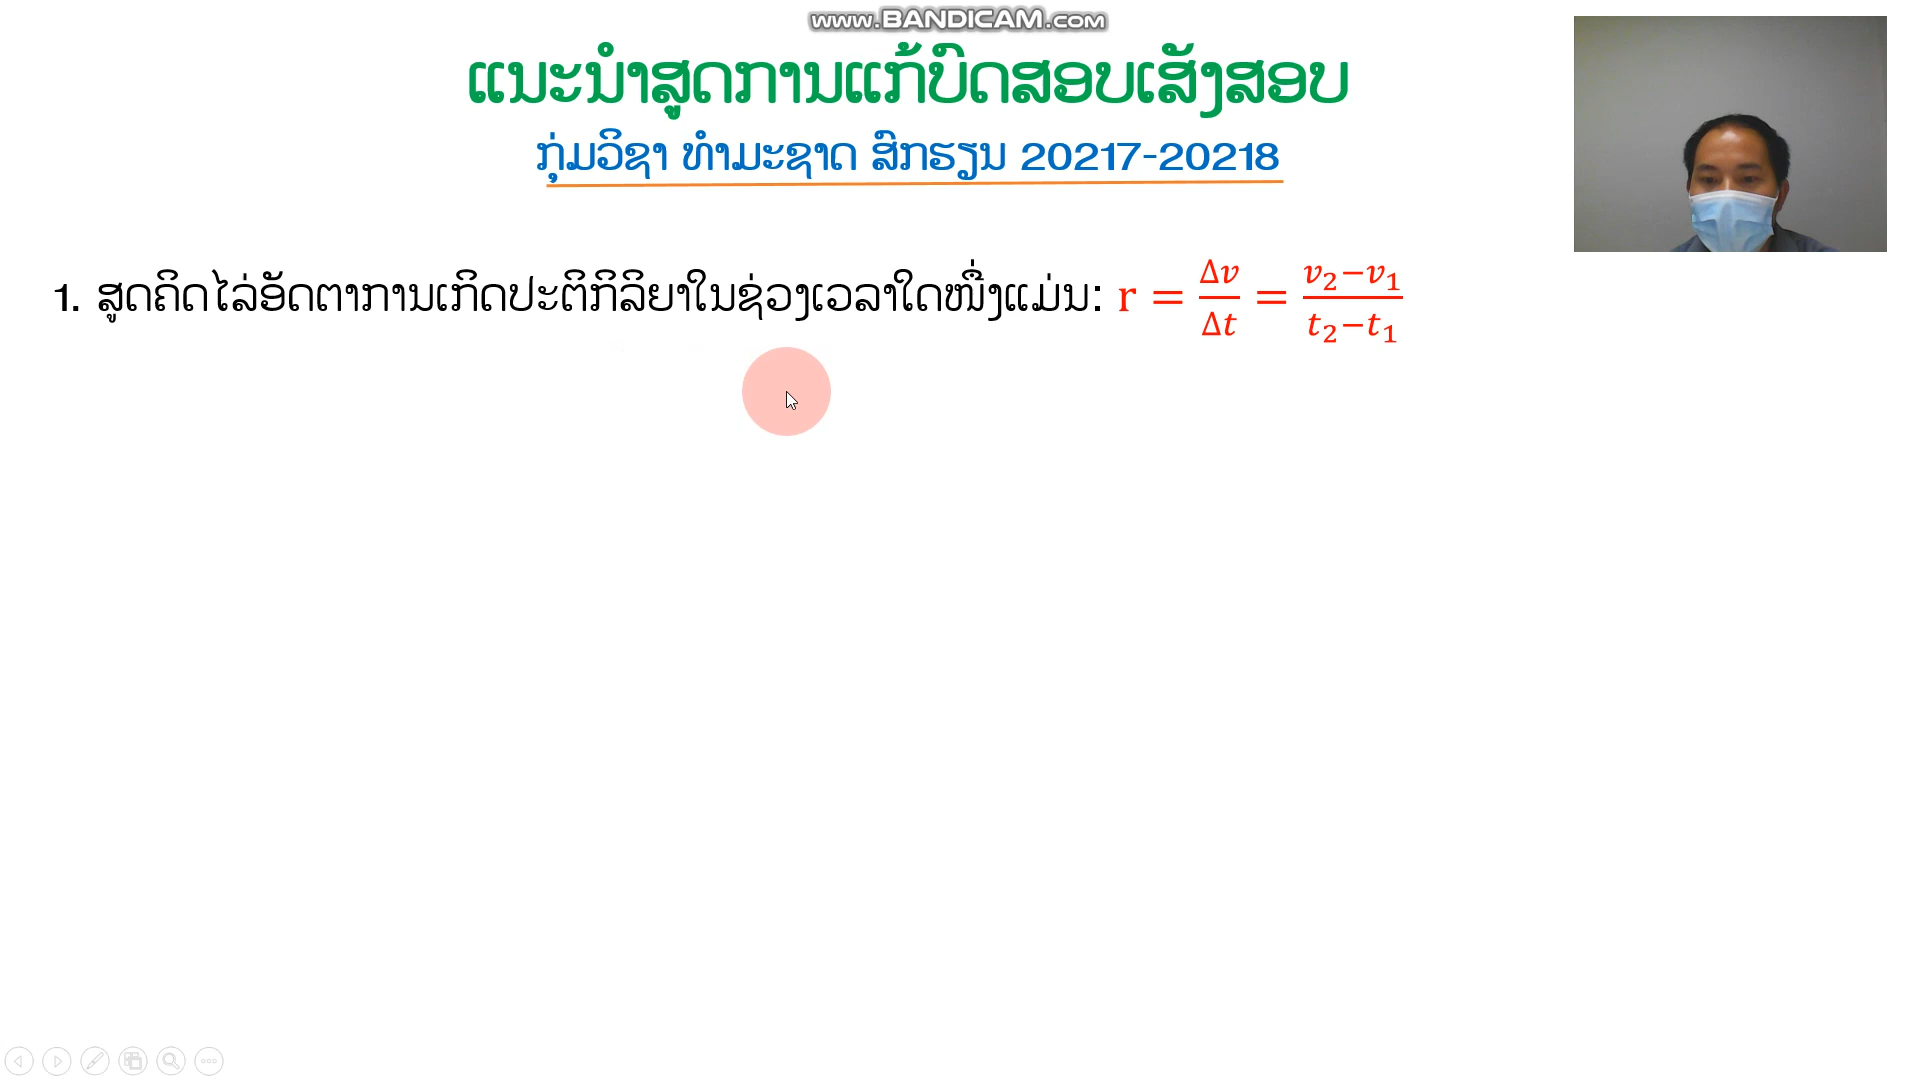 www.BANDICAM.com
ແນະນຳສູດການແກ້ບົດສອບເສັງສອບ
ກຸ່ມວິຊາ ທຳມະຊາດ ສົກຮຽນ 20217-20218
1. ສູດຄິດໄລ່ອັດຕາການເກິດປະຕິກິລິຍາໃນຊ່ວງເວລາໃດໜຶ່ງແມ່ນ: r = Δv/Δt = (v₂−v₁)/(t₂−t₁)